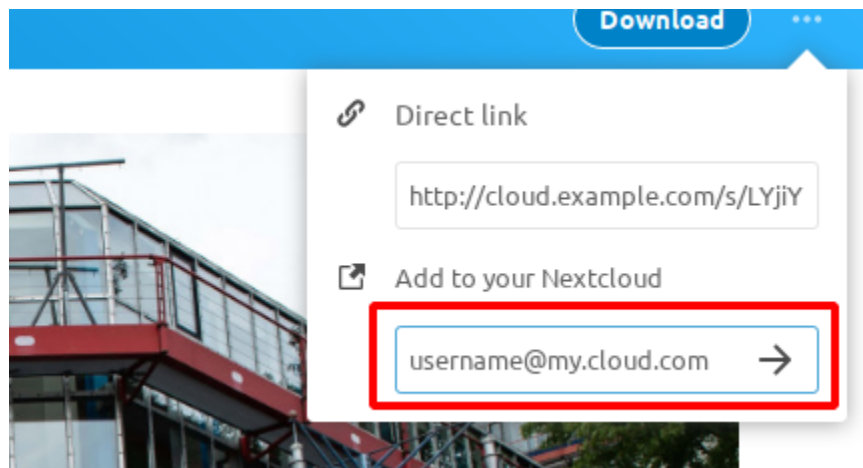 Download
Direct link
http://cloud.example.com/s/LYjiY
Add to your Nextcloud
username@my.cloud.com